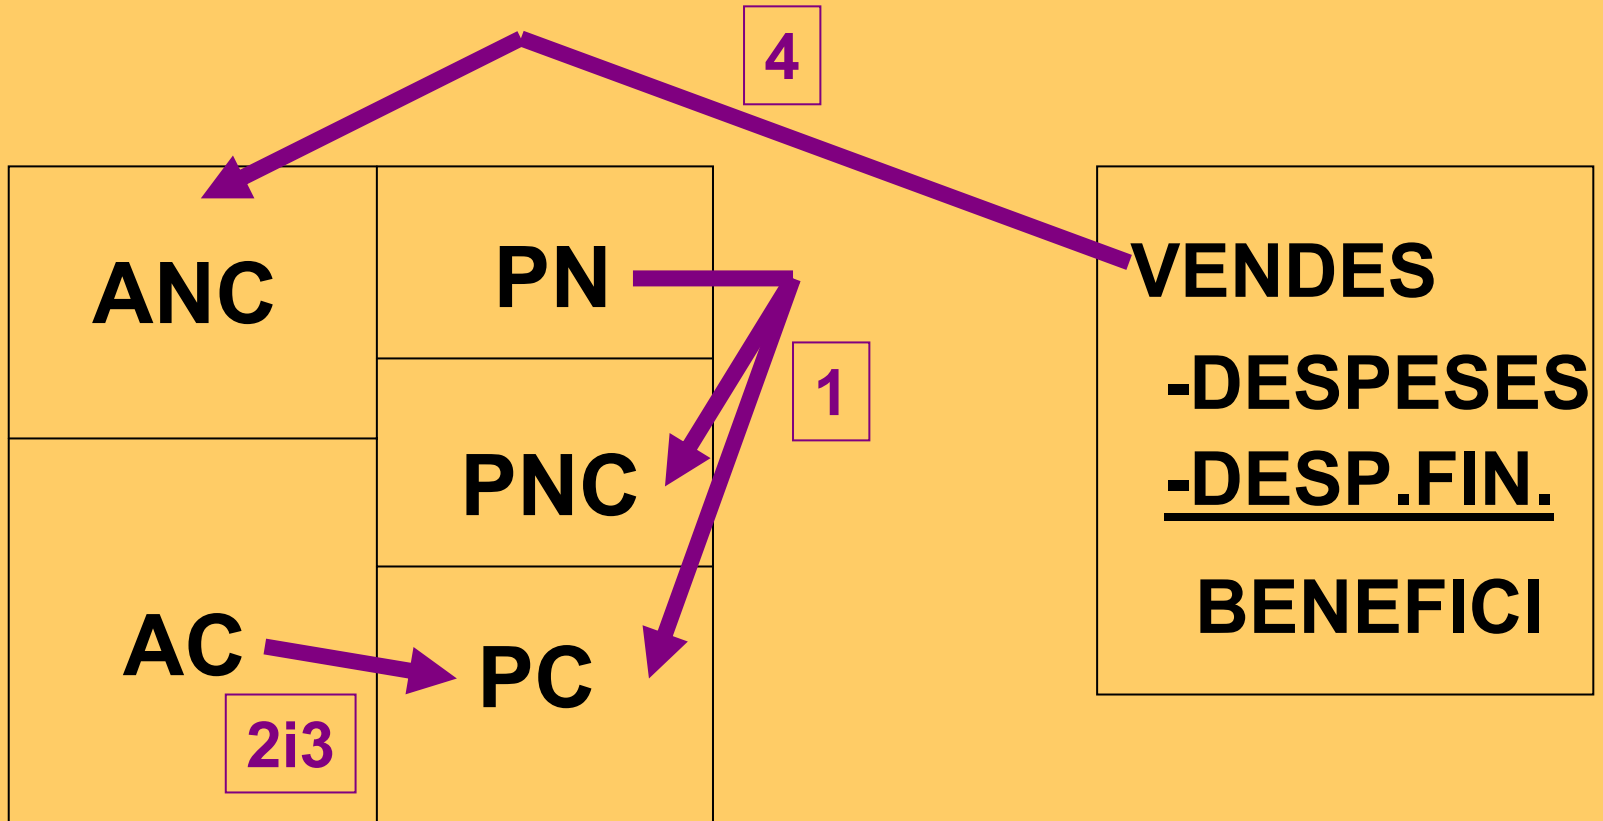 4
ANC
PN
1
PNC
AC
PC
2i3
VENDES
-DESPESES
-DESP.FIN.
BENEFICI